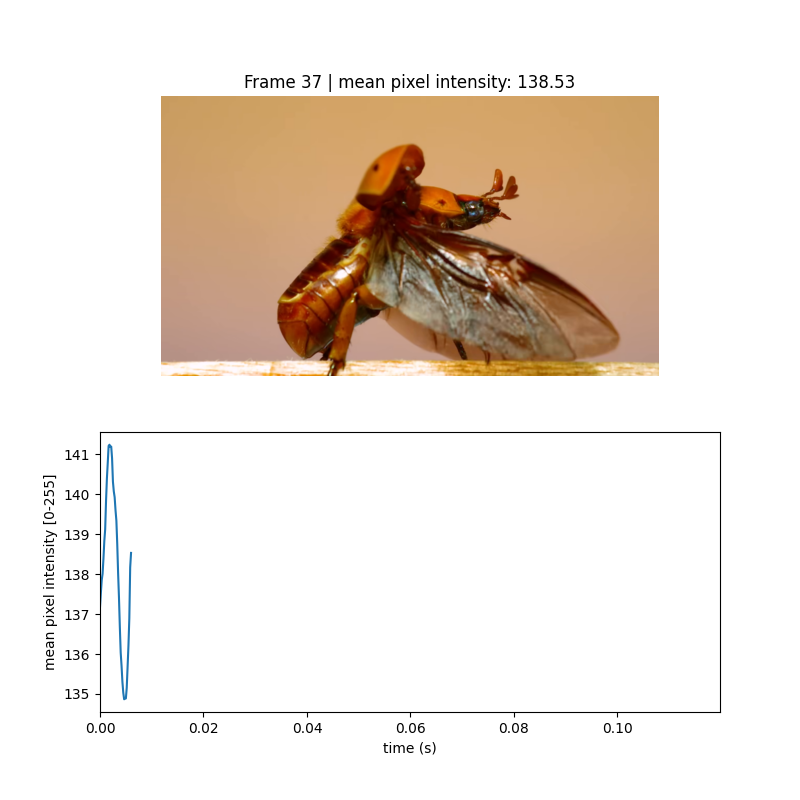 Frame 37 | mean pixel intensity: 138.53
141
140
139
138
137
136
135
mean pixel intensity [0-255]
0.00 0.02 0.04 0.06 0.08 0.10
time (s)